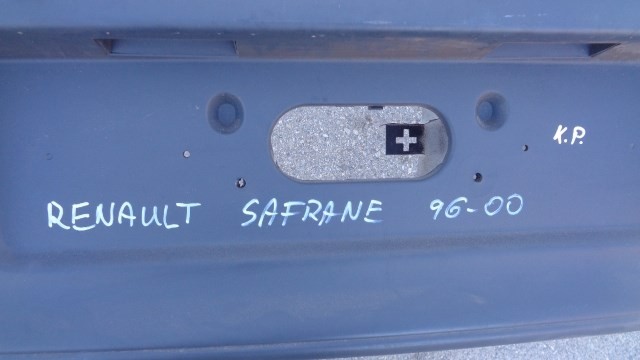 K.P.
RENAULT SAFRANE 96-00